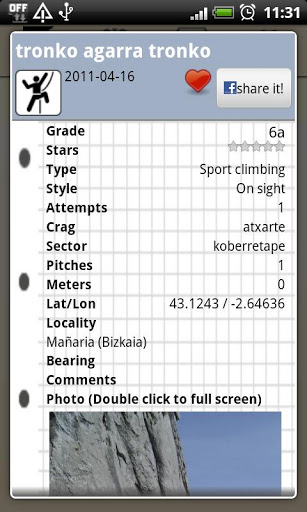 OFF 11:31
tronko agarra tronko
2011-04-16 f share it!
Grade 6a
Stars
Type Sport climbing
Style On sight
Attempts 1
Crag atxarte
Sector koberretape
Pitches 1
Meters 0
Lat/Lon 43.1243 / -2.64636
Locality
Mañaria (Bizkaia)
Bearing
Comments
Photo (Double click to full screen)